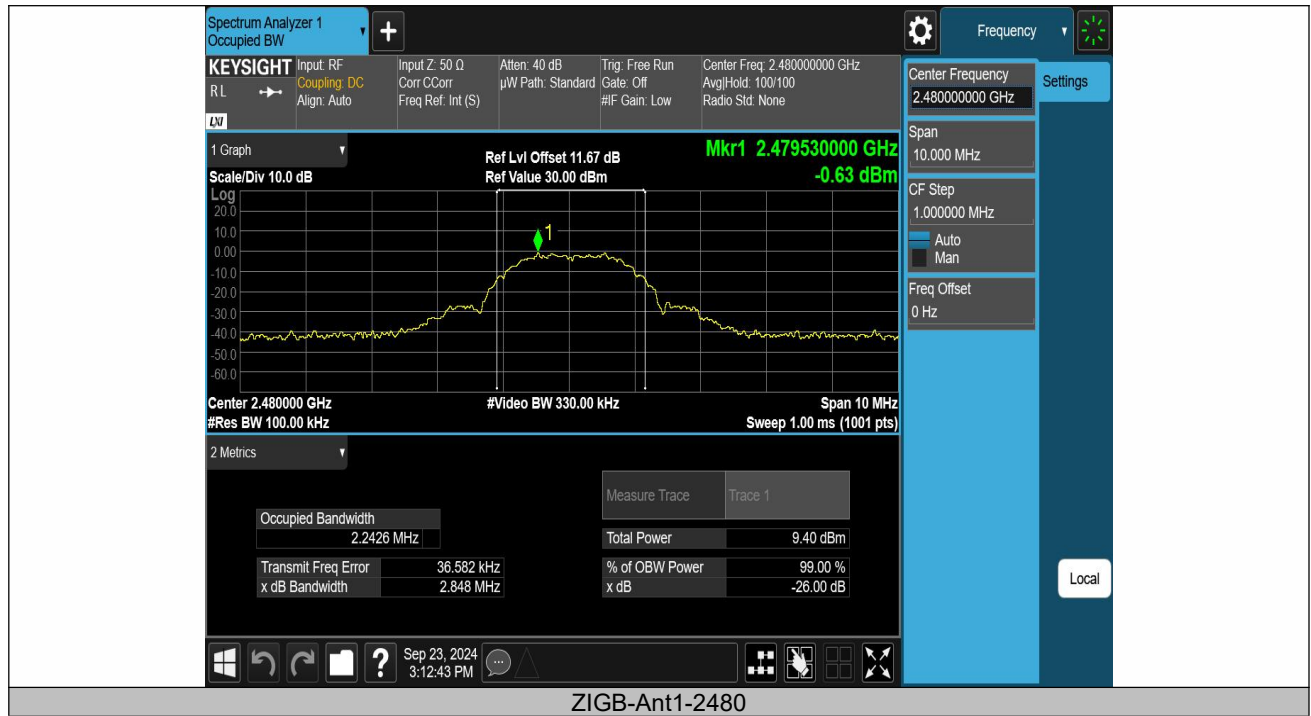 Spectrum Analyzer 1
Occupied BW
+
Frequency
KEYSIGHT
R L
LXI
Input: RF
Coupling: DC
Align: Auto
Input Z: 50 Ω
Corr CCorr
Freq Ref: Int (S)
Atten: 40 dB
µW Path: Standard
Trig: Free Run
Gate: Off
#IF Gain: Low
Center Freq: 2.480000000 GHz
Avg|Hold: 100/100
Radio Std: None
Center Frequency
2.480000000 GHz
Settings
Span
10.000 MHz
CF Step
1.000000 MHz
Auto
Man
Freq Offset
0 Hz
Local
1 Graph
Scale/Div 10.0 dB
Ref Lvl Offset 11.67 dB
Ref Value 30.00 dBm
Mkr1 2.479530000 GHz
-0.63 dBm
Log
20.0
10.0
0.00
-10.0
-20.0
-30.0
-40.0
-50.0
-60.0
1
Center 2.480000 GHz
#Video BW 330.00 kHz
Span 10 MHz
#Res BW 100.00 kHz
Sweep 1.00 ms (1001 pts)
2 Metrics
Measure Trace
Trace 1
Occupied Bandwidth
2.2426 MHz
Total Power
9.40 dBm
Transmit Freq Error
36.582 kHz
% of OBW Power
99.00 %
x dB Bandwidth
2.848 MHz
x dB
-26.00 dB
?
Sep 23, 2024
3:12:43 PM
ZIGB-Ant1-2480